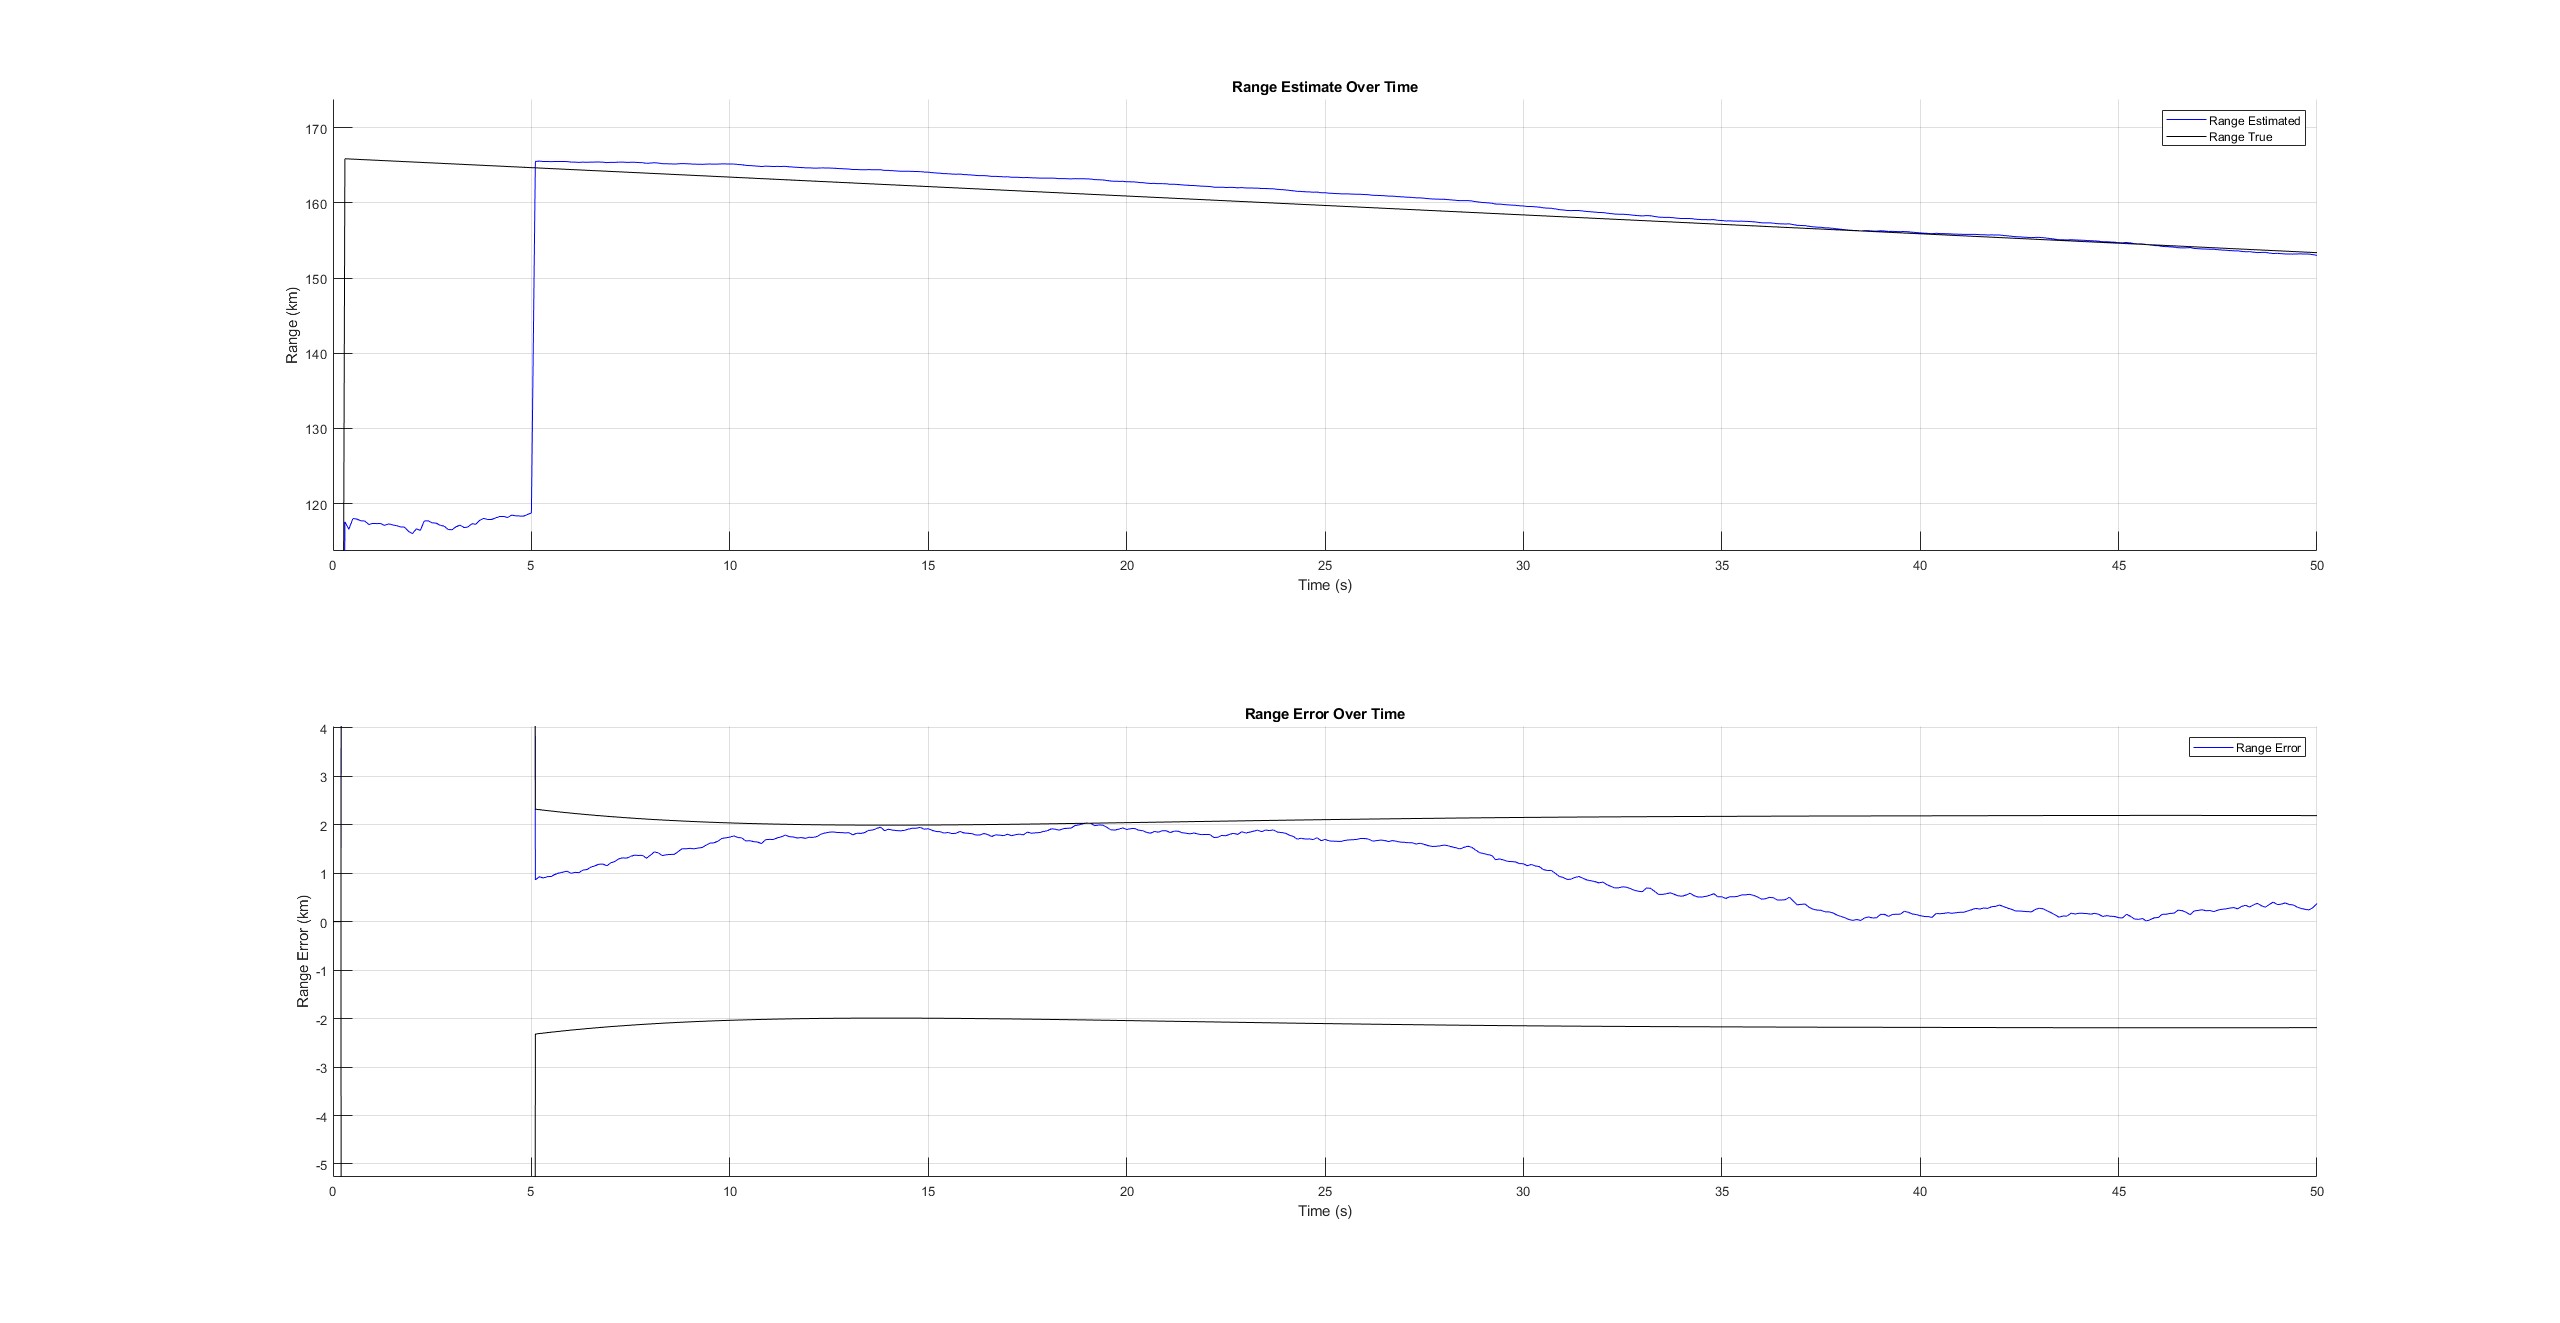 Range Estimate Over Time
Range Estimated
Range True
170
160
150
140
130
120
Range (km)
0 5 10 15 20 25 30 35 40 45 50
Time (s)
Range Error Over Time
Range Error
4
3
2
1
0
-1
-2
-3
-4
-5
Range Error (km)
0 5 10 15 20 25 30 35 40 45 50
Time (s)